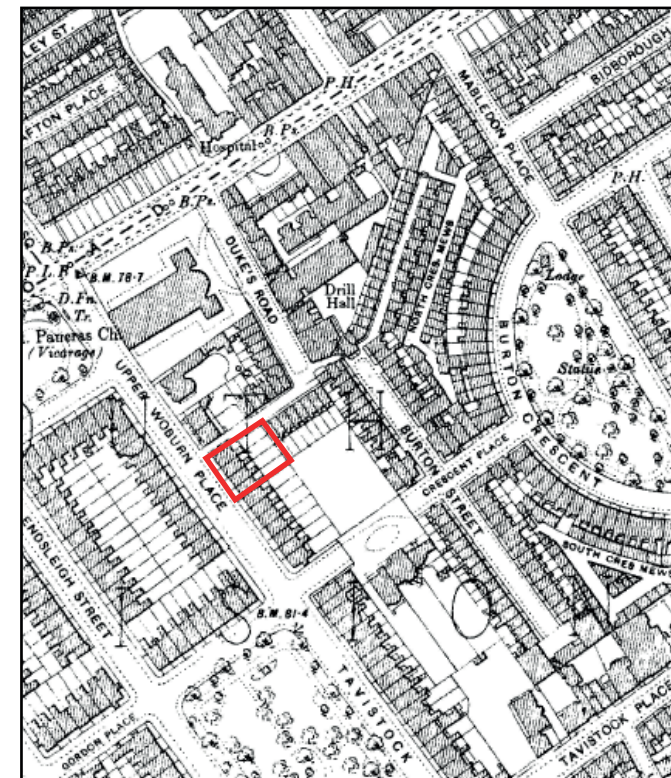 LEY ST.
FTON PLACE
P.H.
MABLEDON PLACE
BIDBOROUGH
Hospital
B.Ps.
B.Ps.
P.H.
B.Ps.
B.M. 78·7
D.Fn.
Tr.
Pancras Ch.
(Vicarage)
DUKE'S ROAD
Drill
Hall
NORTH CRES MEWS
Lodge
Statue
BURTON CRESCENT
UPPER WOBURN PLACE
BURTON STREET
CRESCENT PLACE
ENDSLEIGH STREET
SOUTH CRES MEWS
B.M. 81·4
TAVISTOCK
GORDON PLACE
TAVISTOCK PLACE